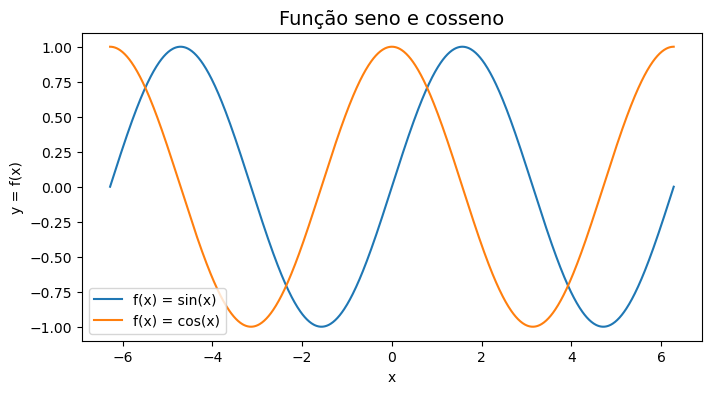 Função seno e cosseno
y = f(x)
1.00
0.75
0.50
0.25
0.00
−0.25
−0.50
−0.75
−1.00
f(x) = sin(x)
f(x) = cos(x)
−6 −4 −2 0 2 4 6
x